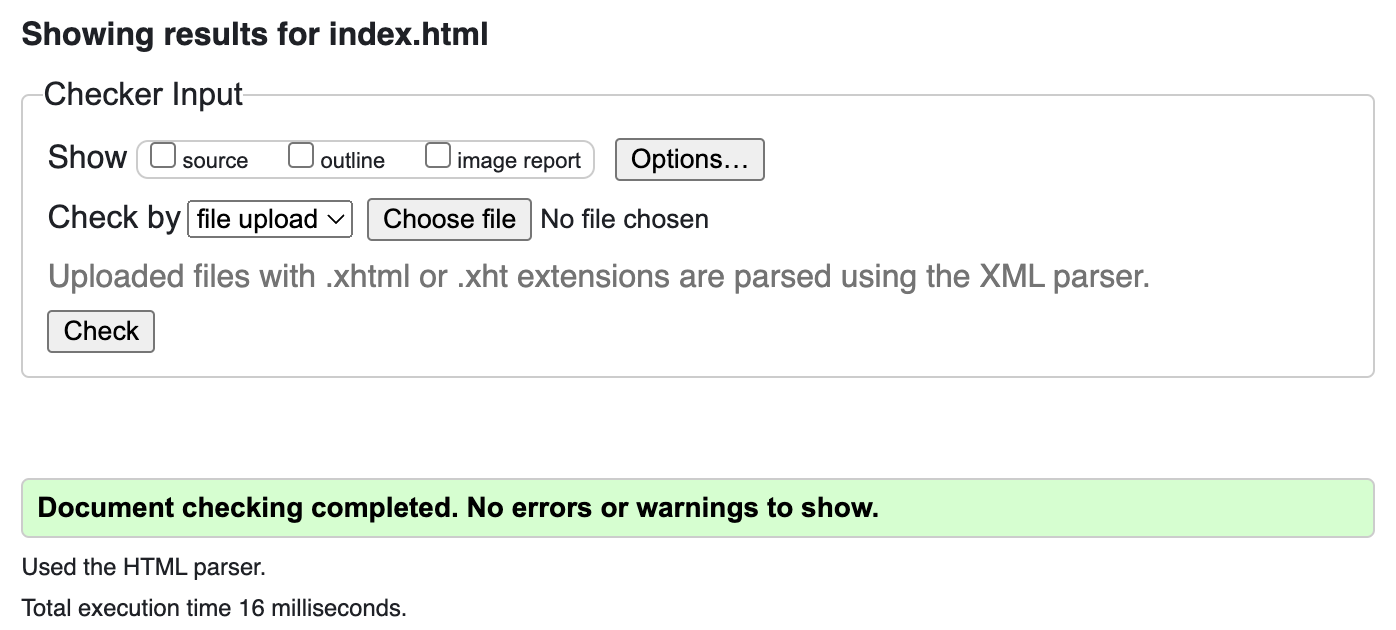 Showing results for index.html
Checker Input
Show source outline image report Options…
Check by file upload Choose file No file chosen
Uploaded files with .xhtml or .xht extensions are parsed using the XML parser.
Check
Document checking completed. No errors or warnings to show.
Used the HTML parser.
Total execution time 16 milliseconds.